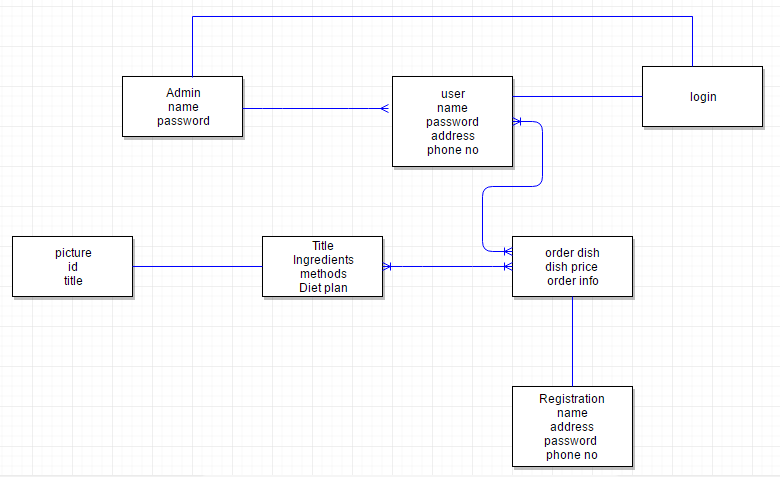 Admin
name
password
user
name
password
address
phone no
login
picture
id
title
Title
Ingredients
methods
Diet plan
order dish
dish price
order info
Registration
name
address
password
phone no